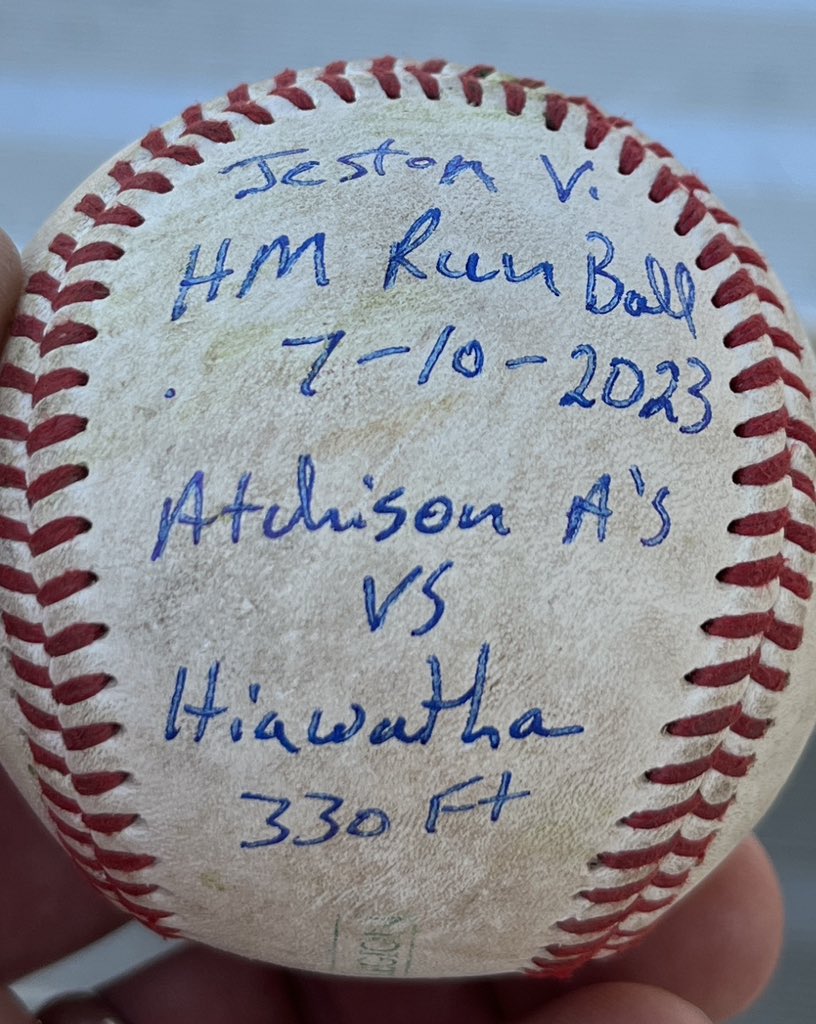 Jeston V.
HM Run Ball
7-10-2023
Atchison A's
VS
Hiawatha
330 Ft